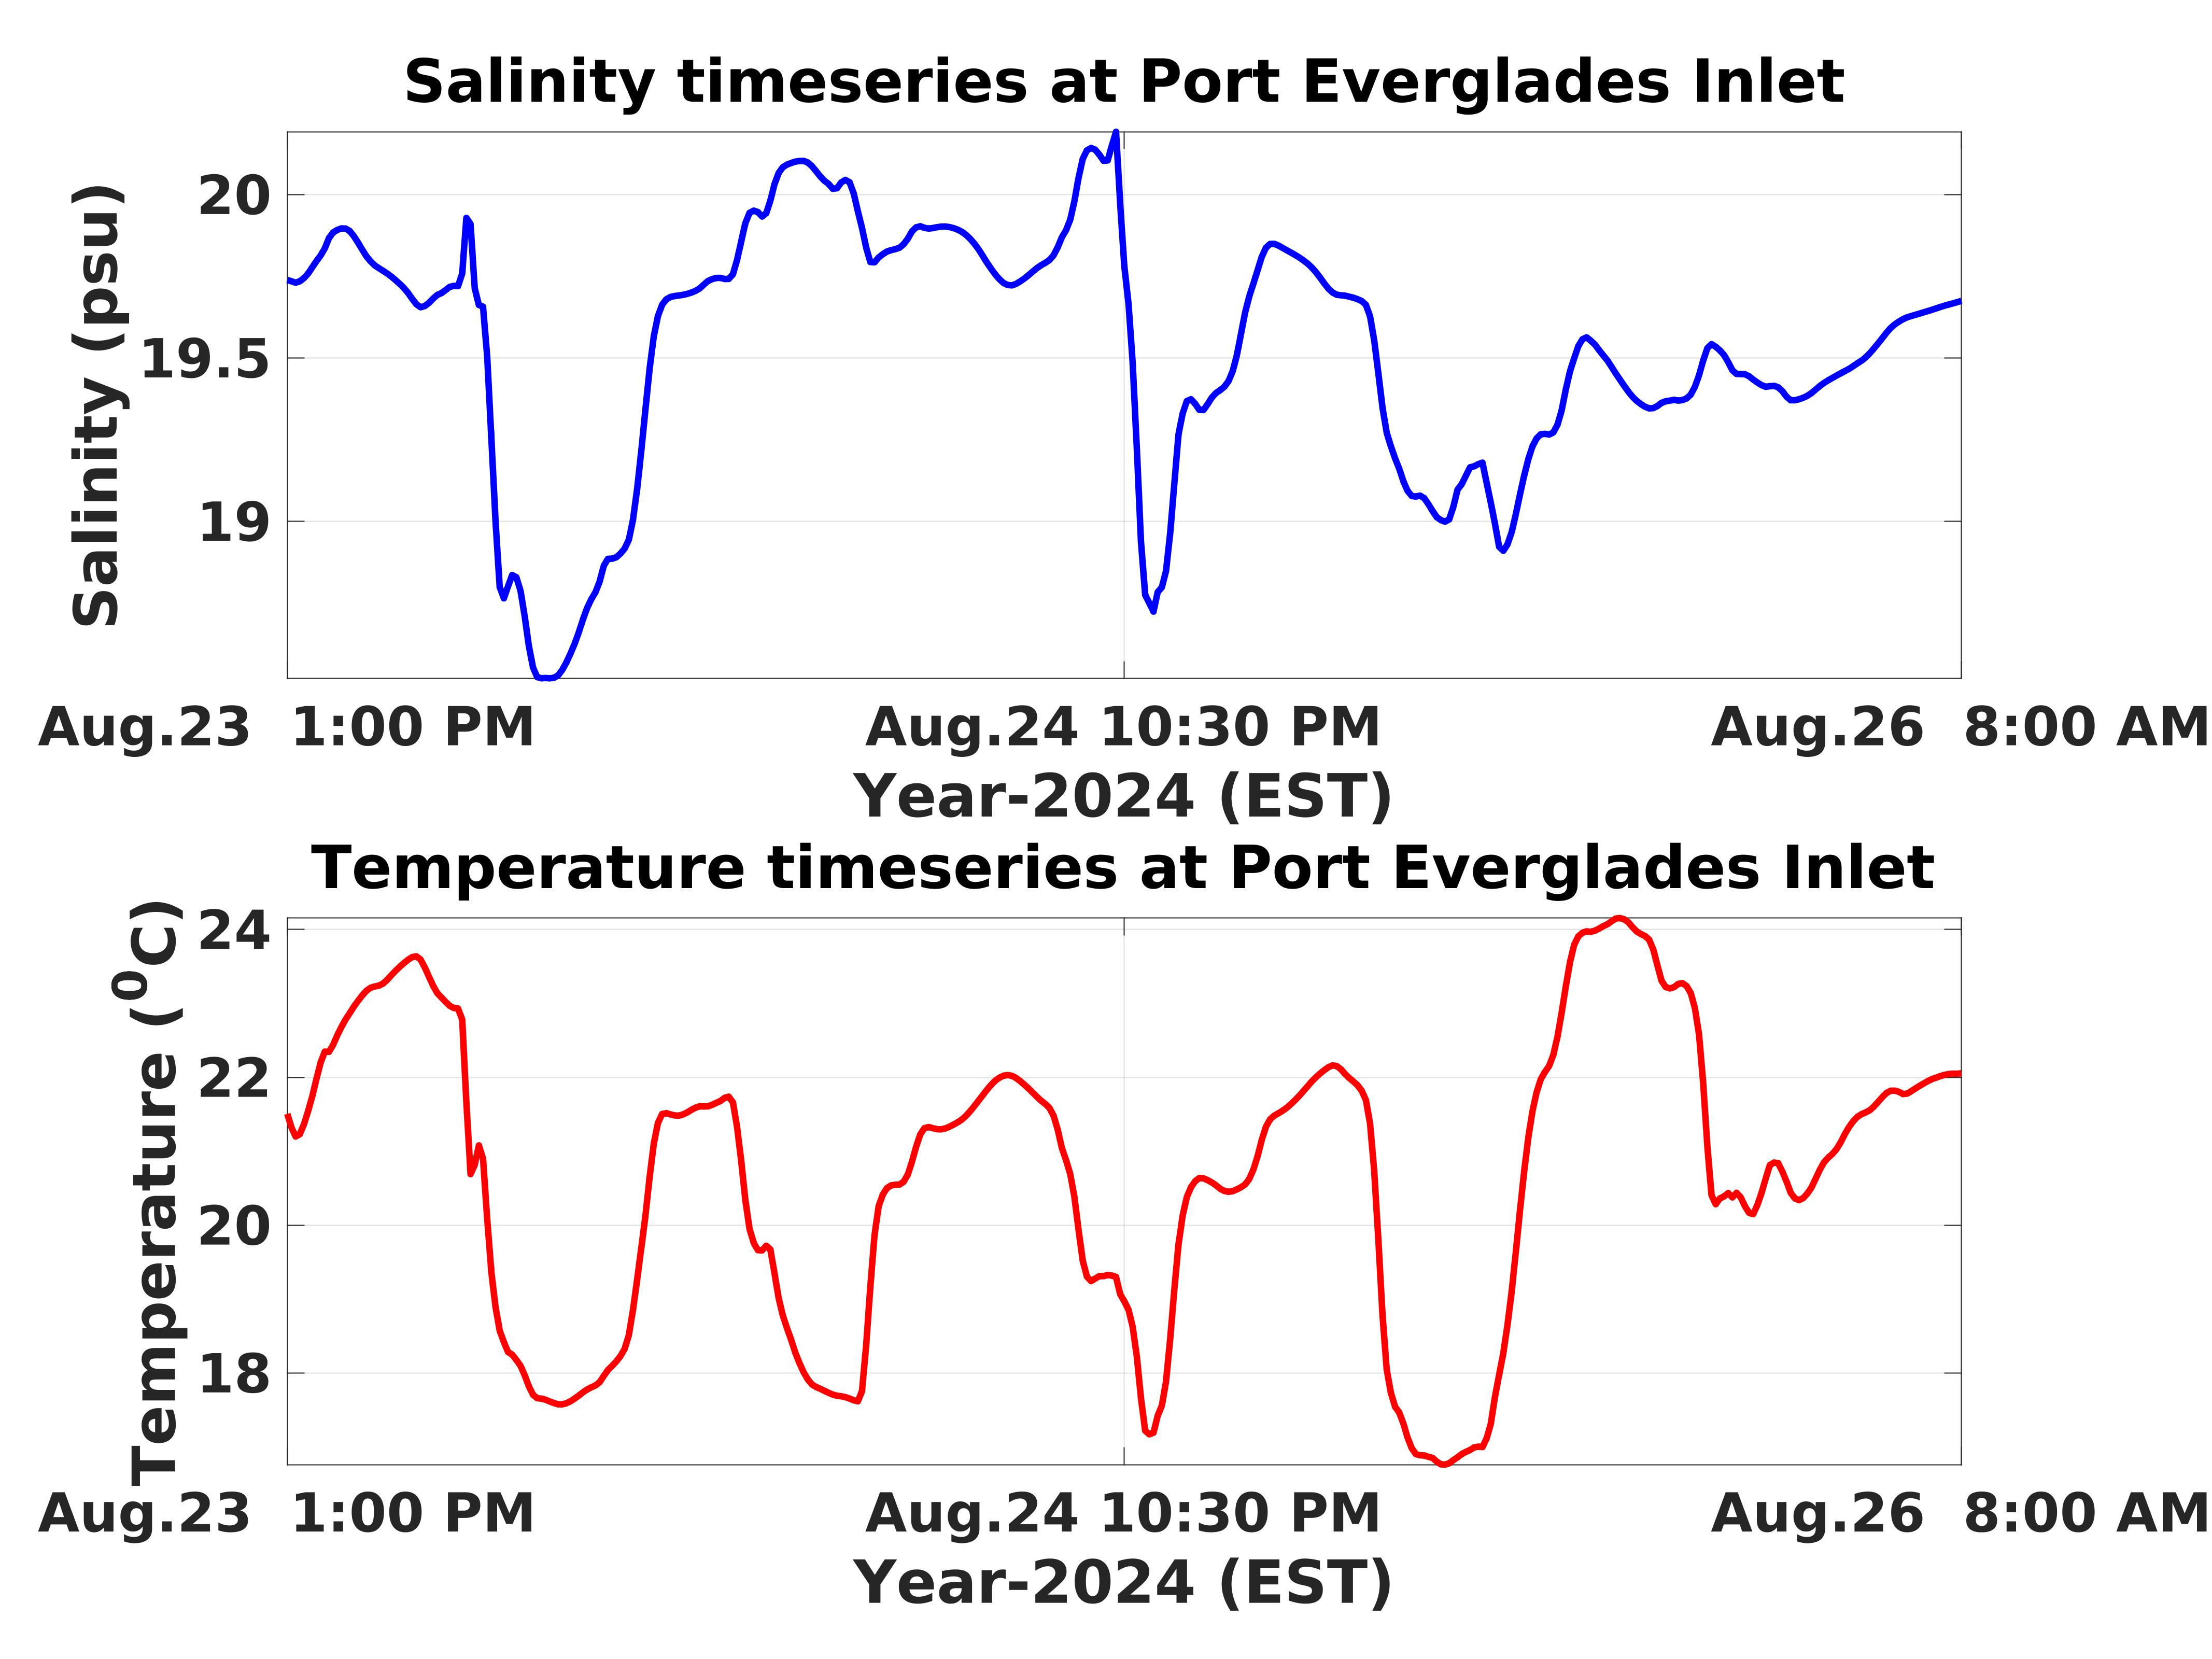 Salinity timeseries at Port Everglades Inlet
Salinity (psu)
20
19.5
19
Aug.23  1:00 PM
Aug.24 10:30 PM
Aug.26  8:00 AM
Year-2024 (EST)
Temperature timeseries at Port Everglades Inlet
Temperature (⁰C)
24
22
20
18
Aug.23  1:00 PM
Aug.24 10:30 PM
Aug.26  8:00 AM
Year-2024 (EST)